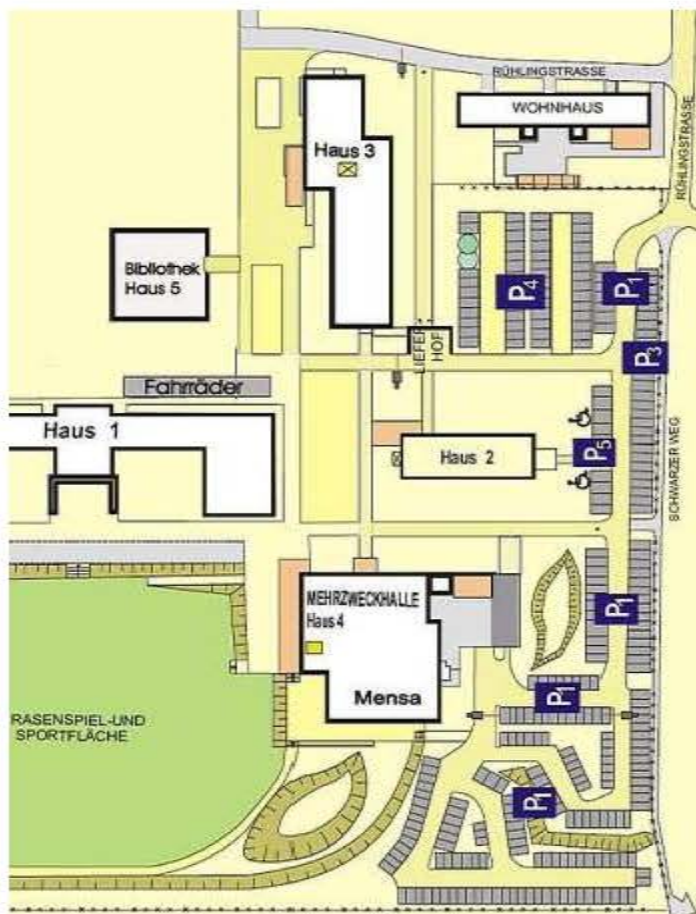 RÜHLINGSTRASSE
WOHNHAUS
RÜHLINGSTRASSE
Haus 3
Bibliothek
Haus 5
P4
P1
LIEFER
HOF
P3
Fahrräder
Haus 1
Haus 2
P5
SCHWARZER WEG
MEHRZWECKHALLE
Haus 4
P1
Mensa
P1
RASENSPIEL-UND
SPORTFLÄCHE
P1